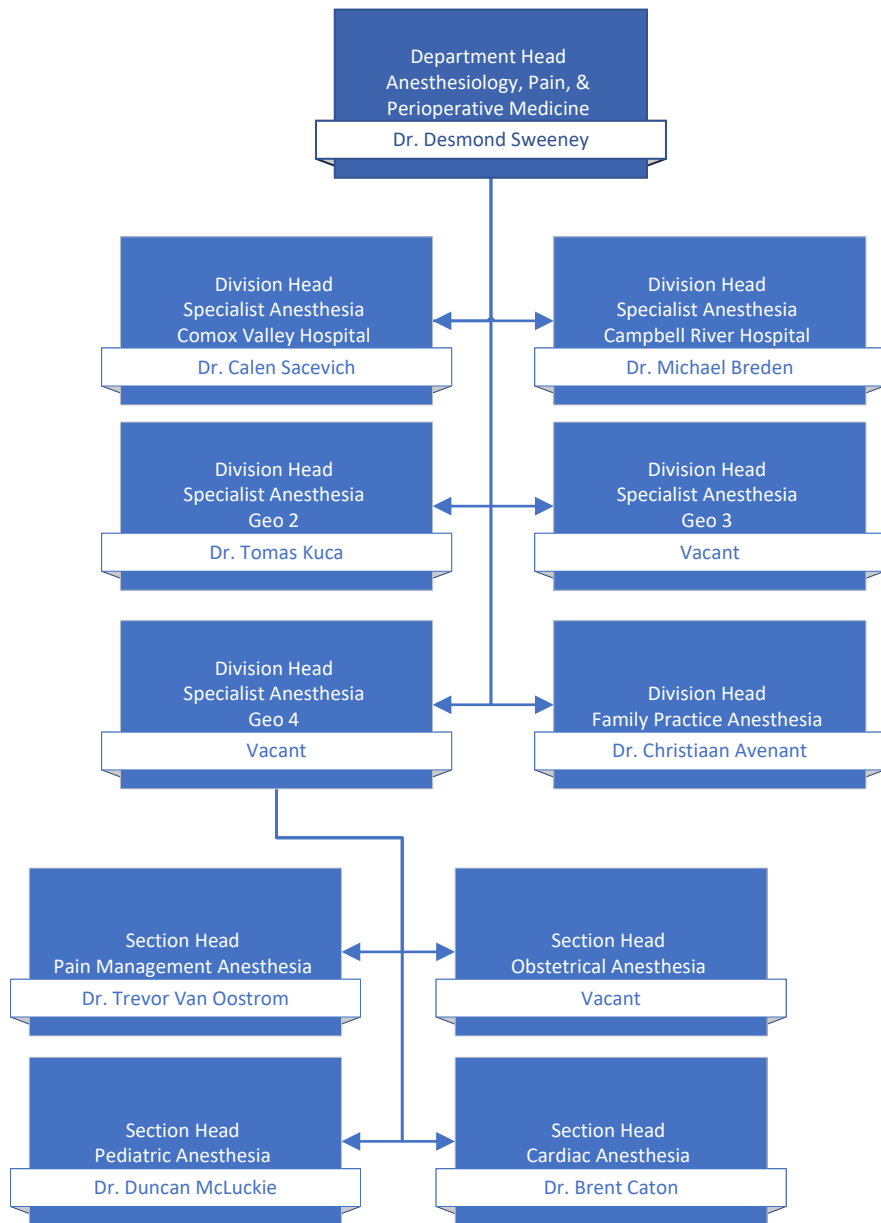 Department Head
Anesthesiology, Pain, &
Perioperative Medicine
Dr. Desmond Sweeney
Division Head
Specialist Anesthesia
Comox Valley Hospital
Dr. Calen Sacevich
Division Head
Specialist Anesthesia
Campbell River Hospital
Dr. Michael Breden
Division Head
Specialist Anesthesia
Geo 2
Dr. Tomas Kuca
Division Head
Specialist Anesthesia
Geo 3
Vacant
Division Head
Specialist Anesthesia
Geo 4
Vacant
Division Head
Family Practice Anesthesia
Dr. Christiaan Avenant
Section Head
Pain Management Anesthesia
Dr. Trevor Van Oostrom
Section Head
Obstetrical Anesthesia
Vacant
Section Head
Pediatric Anesthesia
Dr. Duncan McLuckie
Section Head
Cardiac Anesthesia
Dr. Brent Caton